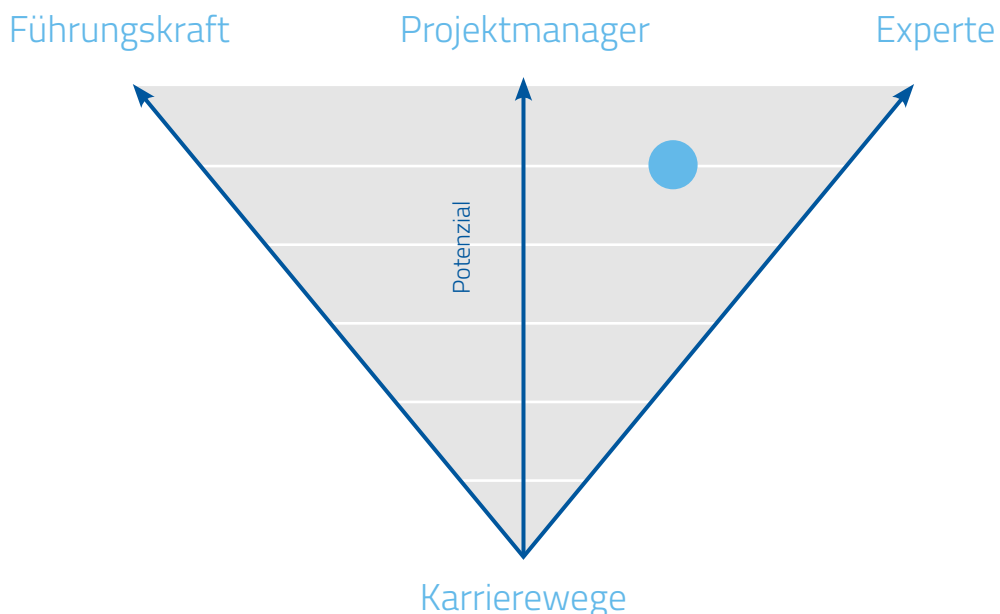 Führungskraft
Projektmanager
Experte
Potenzial
Karrierewege